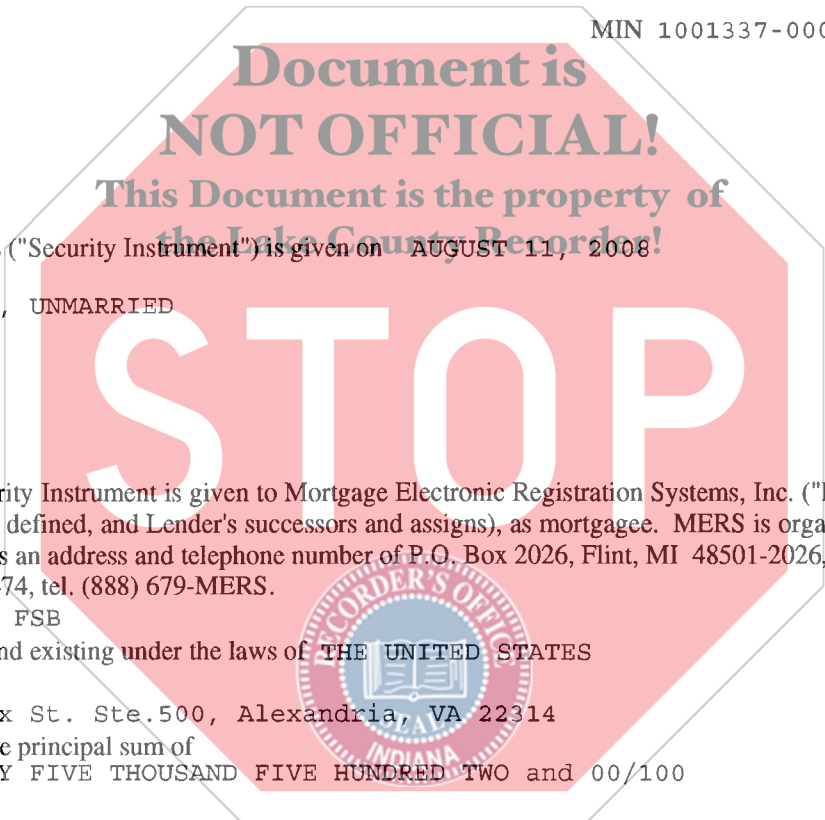 MIN 1001337-000
Document is
NOT OFFICIAL!
This Document is the property of
the Lake County Recorder!
("Security Instrument") is given on AUGUST 11, 2008
, UNMARRIED
STOP
rity Instrument is given to Mortgage Electronic Registration Systems, Inc. ("
defined, and Lender's successors and assigns), as mortgagee. MERS is orga
s an address and telephone number of P.O. Box 2026, Flint, MI 48501-2026,
74, tel. (888) 679-MERS.
RECORDER'S OFFICE
FSB
nd existing under the laws of THE UNITED STATES
x St. Ste.500, Alexandria, VA 22314
SEAL
e principal sum of
INDIANA
Y FIVE THOUSAND FIVE HUNDRED TWO and 00/100